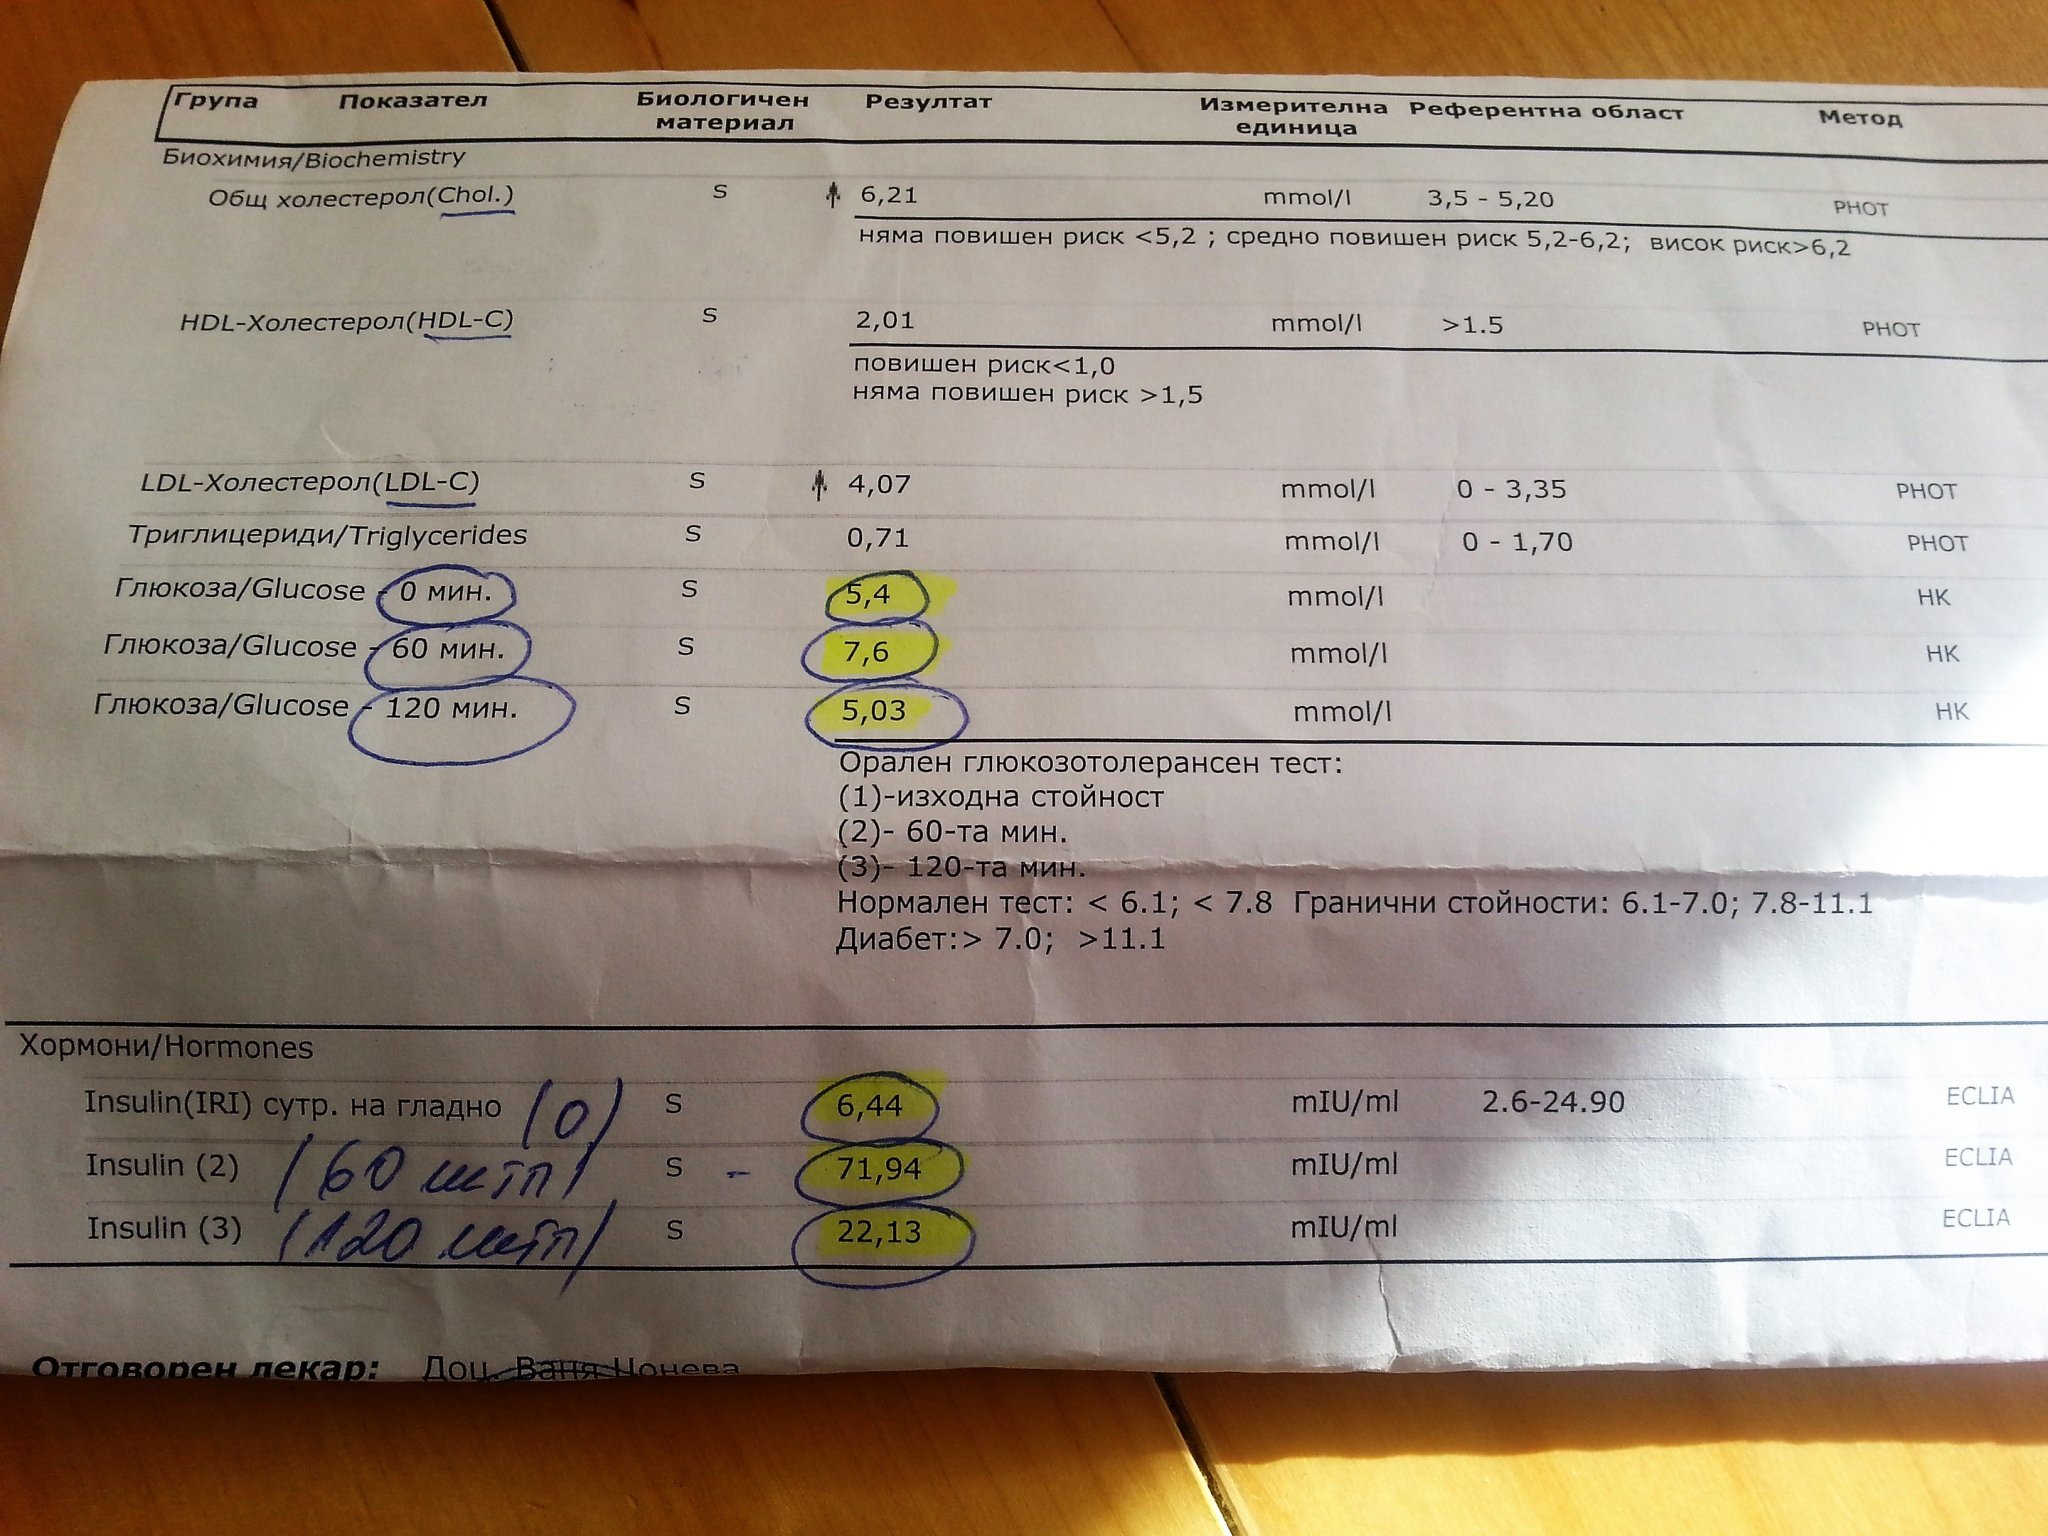 Група Показател Биологичен материал Резултат Измерителна единица Референтна област Метод
Биохимия/Biochemistry
Общ холестерол(Chol.) S 6,21 mmol/l 3,5 - 5,20 PHOT
няма повишен риск <5,2 ; средно повишен риск 5,2-6,2; висок риск>6,2
HDL-Холестерол(HDL-C) S 2,01 mmol/l >1.5 PHOT
повишен риск<1,0
няма повишен риск >1,5
LDL-Холестерол(LDL-C) S 4,07 mmol/l 0 - 3,35 PHOT
Триглицериди/Triglycerides S 0,71 mmol/l 0 - 1,70 PHOT
Глюкоза/Glucose - 0 мин. S 5,4 mmol/l HK
Глюкоза/Glucose - 60 мин. S 7,6 mmol/l HK
Глюкоза/Glucose - 120 мин. S 5,03 mmol/l HK
Орален глюкозотолерансен тест:
(1)-изходна стойност
(2)- 60-та мин.
(3)- 120-та мин.
Нормален тест: < 6.1; < 7.8 Гранични стойности: 6.1-7.0; 7.8-11.1
Диабет:> 7.0; >11.1
Хормони/Hormones
Insulin(IRI) сутр. на гладно (0) S 6,44 mIU/ml 2.6-24.90 ECLIA
Insulin (2) (60 S - 71,94 mIU/ml ECLIA
Insulin (3) (120 S 22,13 mIU/ml ECLIA
Отговорен лекар: Доц. Ваня Цонева